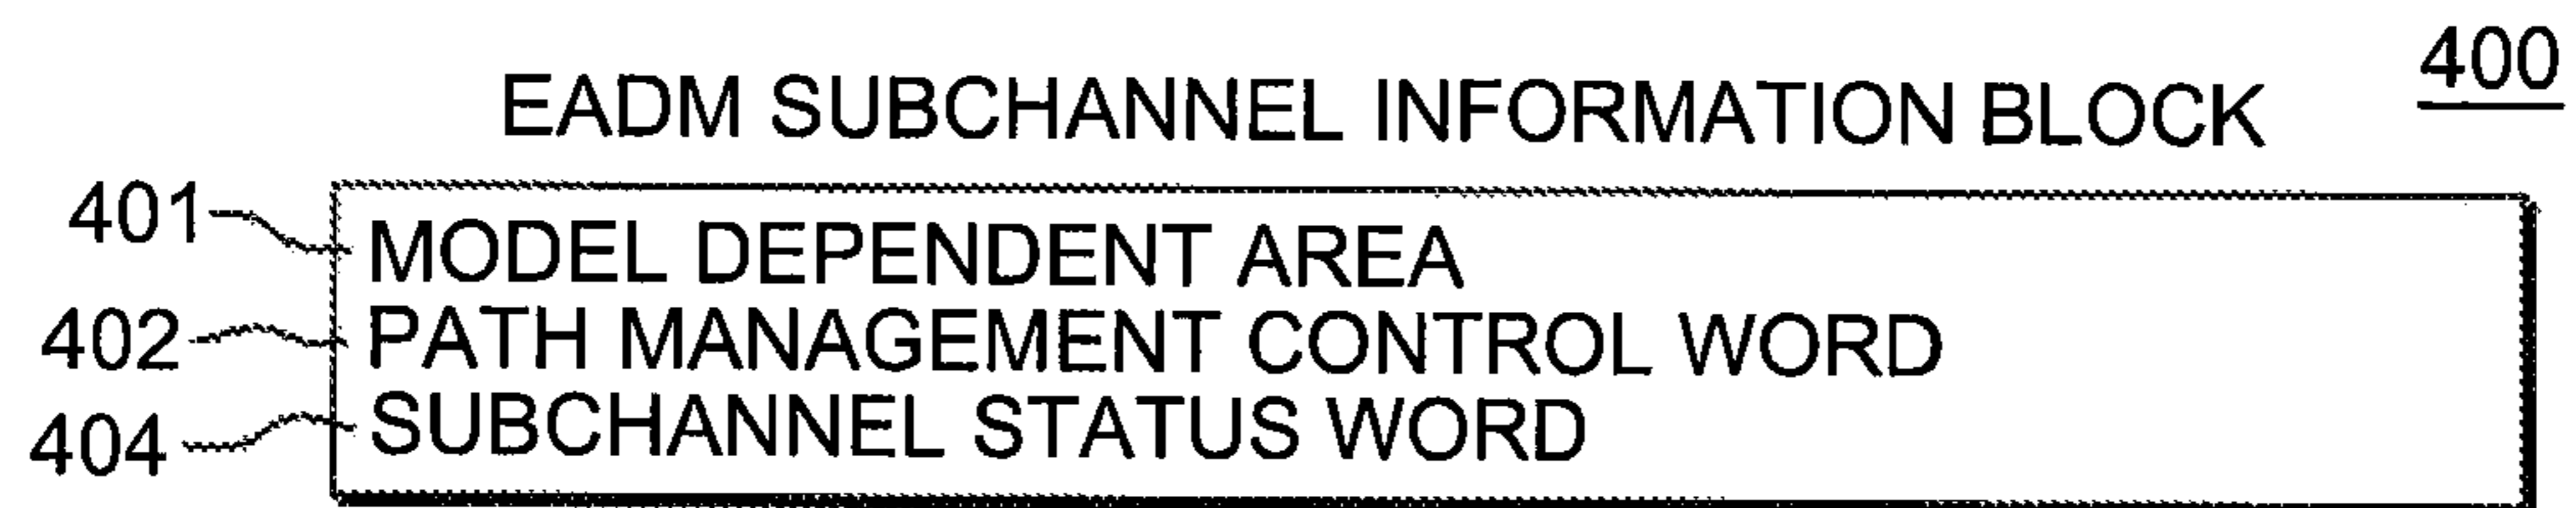 400
EADM SUBCHANNEL INFORMATION BLOCK
401 MODEL DEPENDENT AREA
402 PATH MANAGEMENT CONTROL WORD
404 SUBCHANNEL STATUS WORD